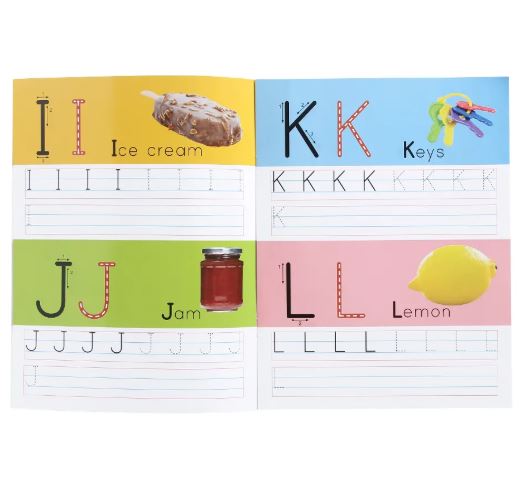 I I Ice cream
I I I I I I I I
I
J J Jam
J J J J J J J J
J
K K Keys
K K K K K K K K
K
L L Lemon
L L L L L L L L
L